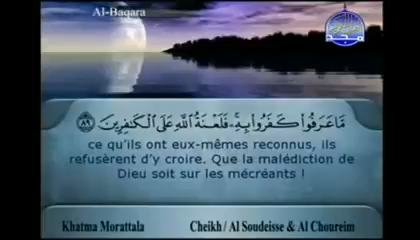 Al-Baqara
مَّا عَرَفُوا۟ كَفَرُوا۟ بِهِۦ ۚ فَلَعْنَةُ ٱللَّهِ عَلَى ٱلْكَـٰفِرِينَ ٨٩
ce qu'ils ont eux-mêmes reconnus, ils
refusèrent d'y croire. Que la malédiction de
Dieu soit sur les mécréants !
Khatma Morattala
Cheikh / Al Soudeisse & Al Choureim